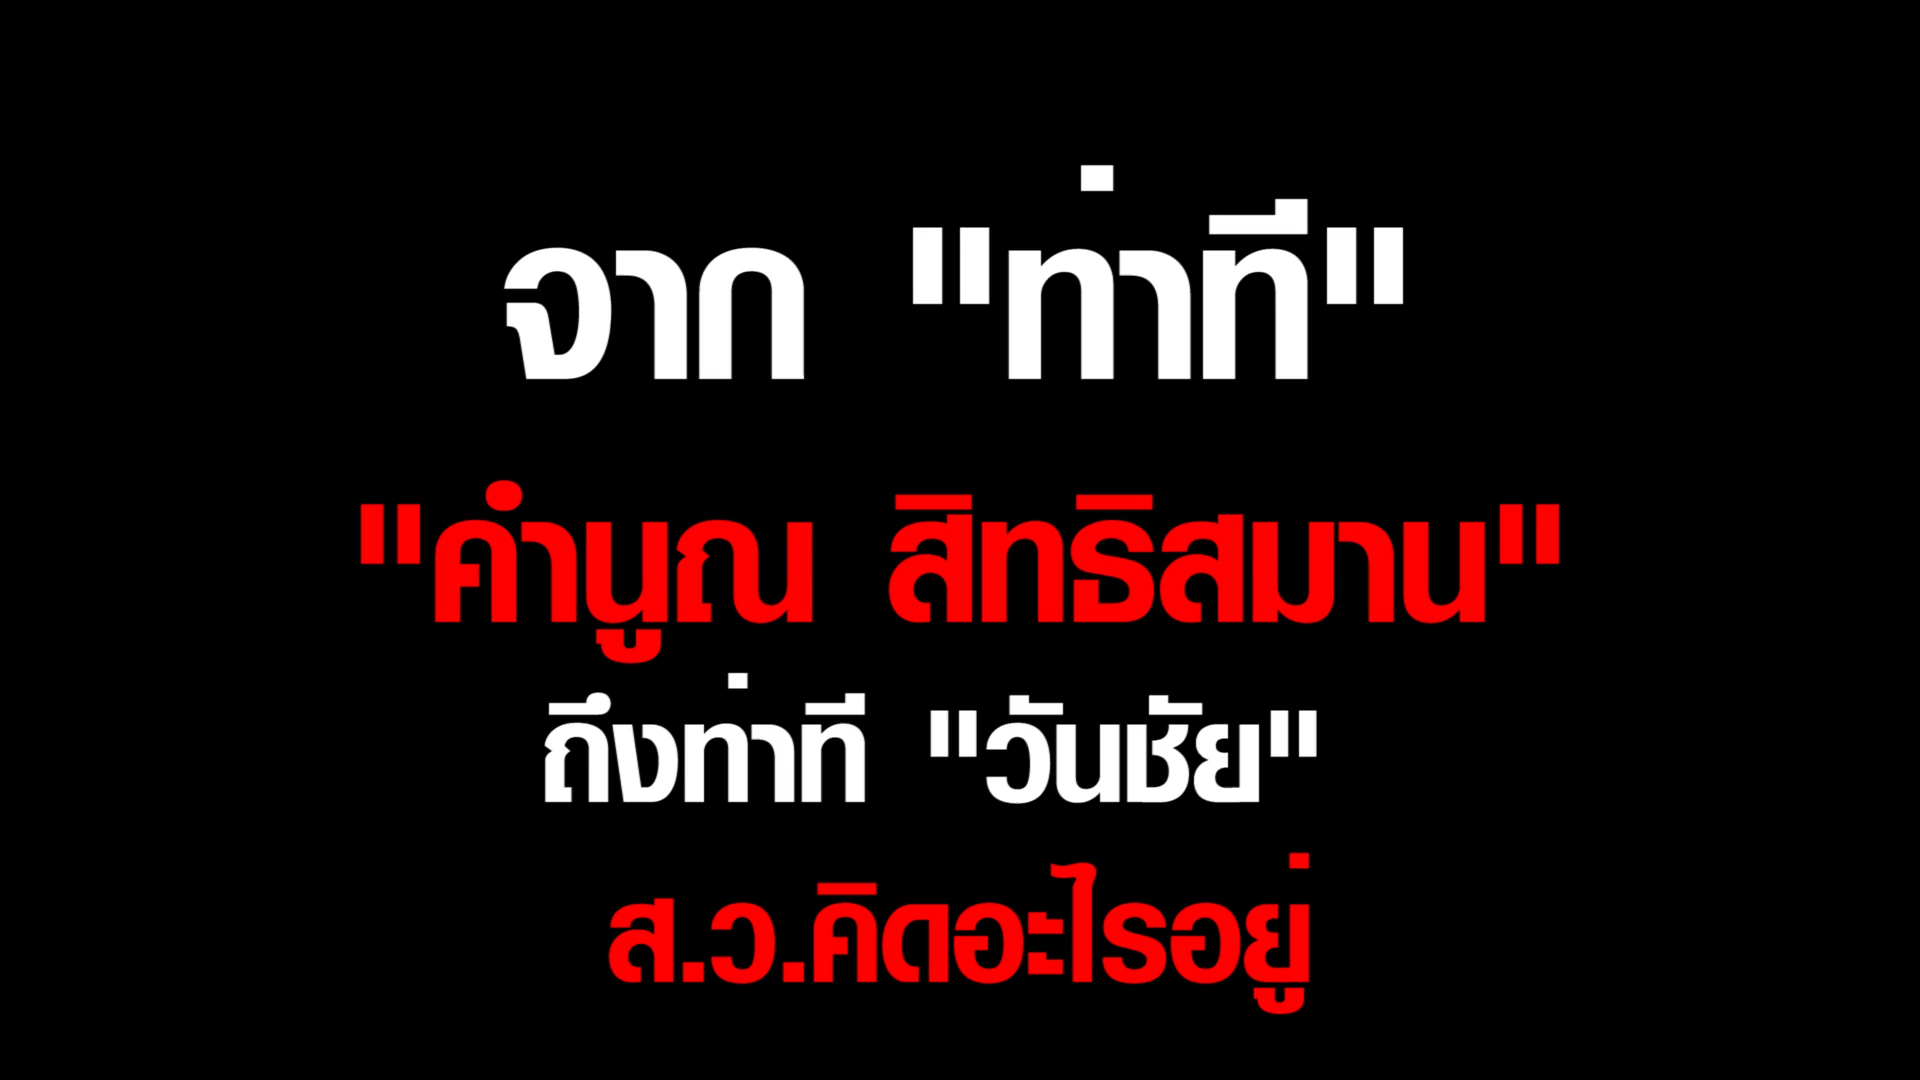 จาก "ท่าที"
"คำนูณ สิทธิสมาน"
ถึงท่าที "วันชัย"
ส.ว.คิดอะไรอยู่